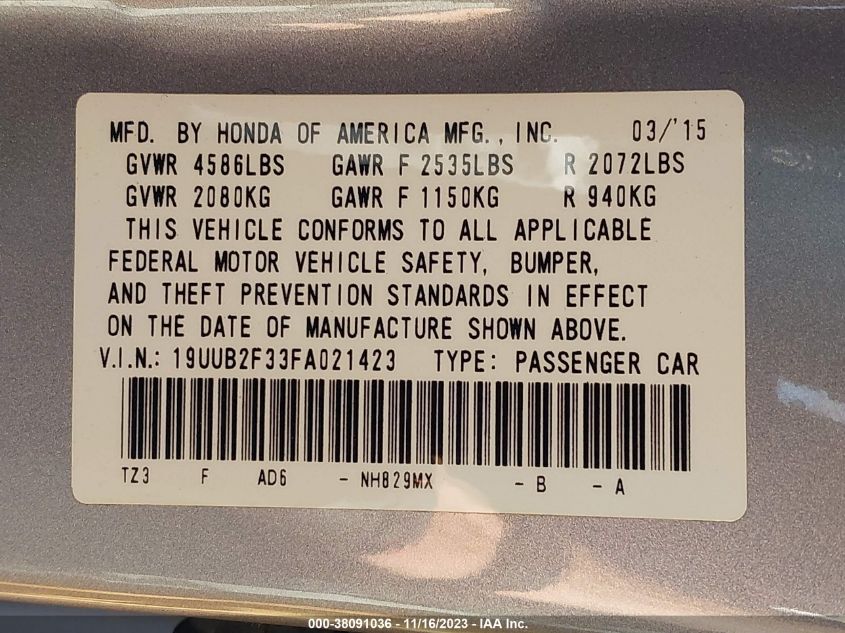 MFD. BY HONDA OF AMERICA MFG., INC. 03/'15
GVWR 4586LBS GAWR F 2535LBS R 2072LBS
GVWR 2080KG GAWR F 1150KG R 940KG
THIS VEHICLE CONFORMS TO ALL APPLICABLE
FEDERAL MOTOR VEHICLE SAFETY, BUMPER,
AND THEFT PREVENTION STANDARDS IN EFFECT
ON THE DATE OF MANUFACTURE SHOWN ABOVE.
V.I.N.: 19UUB2F33FA021423 TYPE: PASSENGER CAR
TZ3 F AD6 - NH829MX - B - A
000-38091036 - 11/16/2023 - IAA Inc.